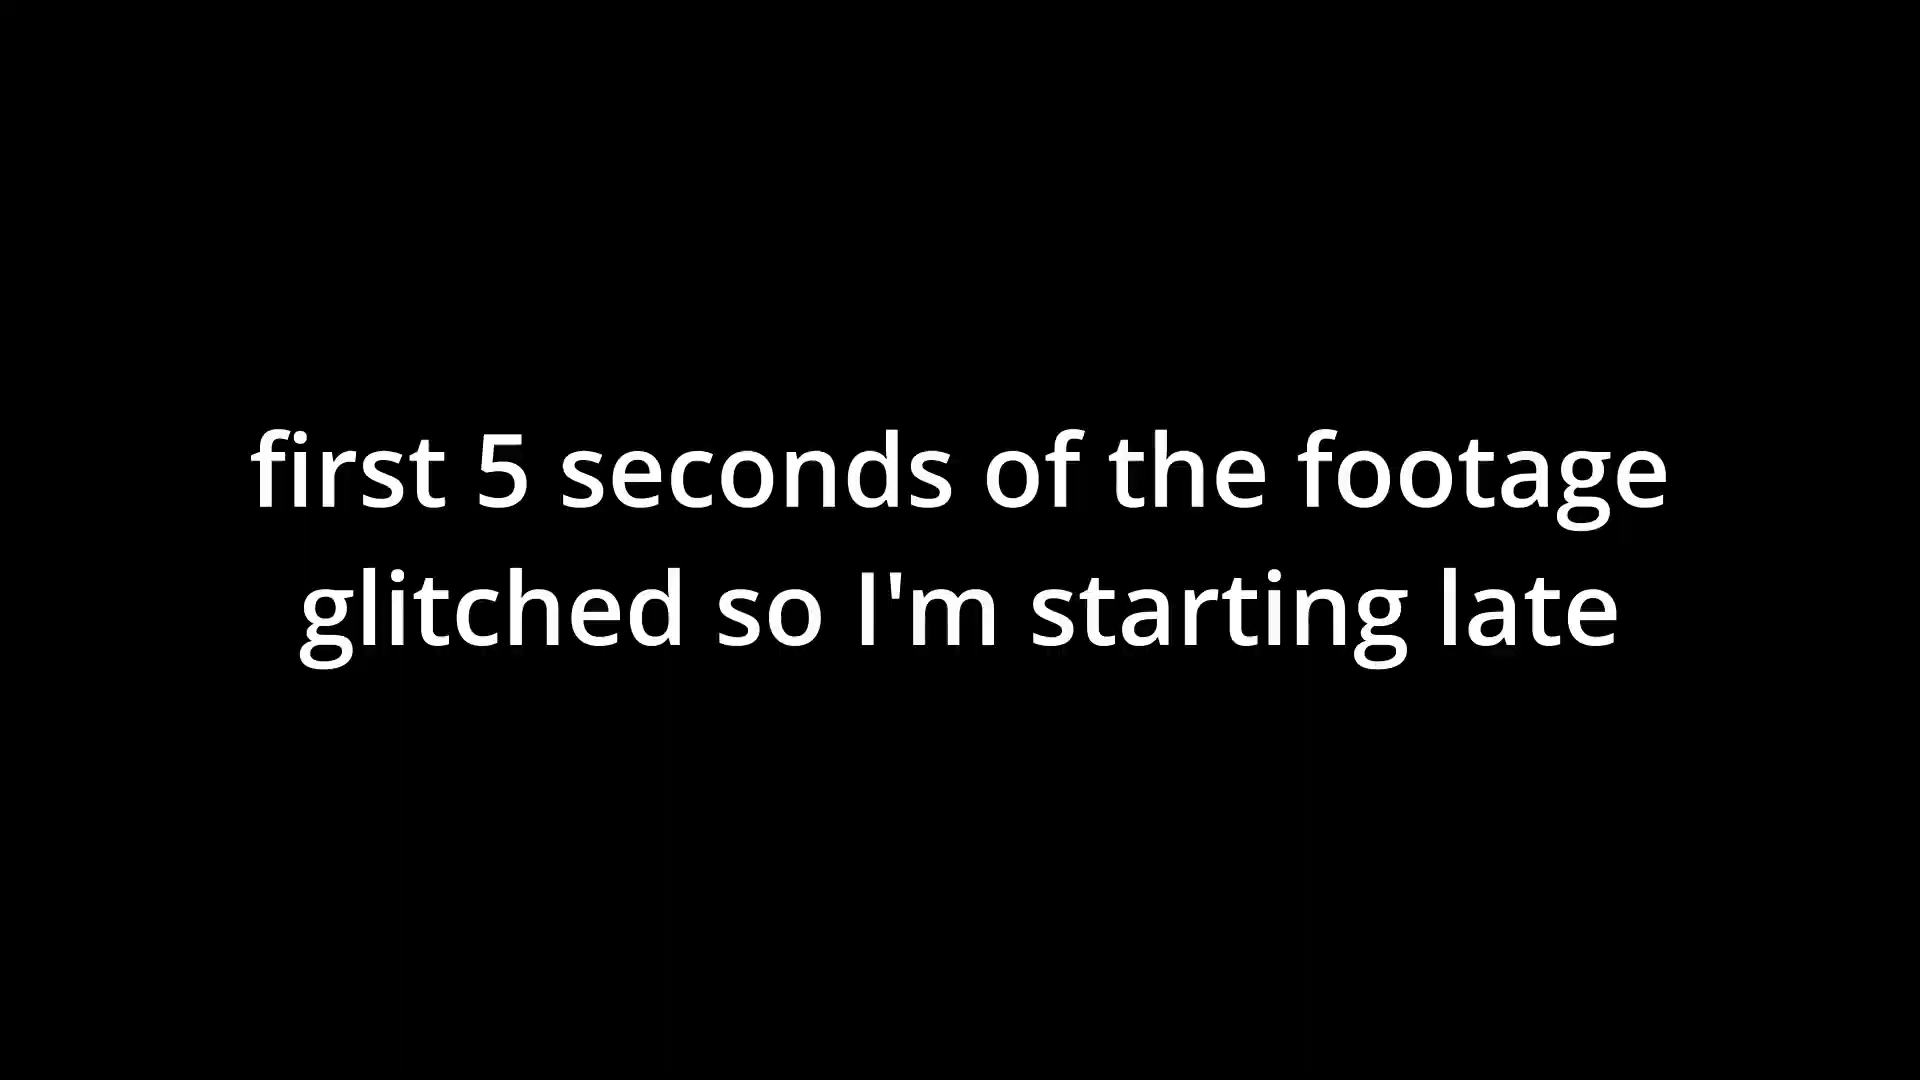 first 5 seconds of the footage
glitched so I'm starting late